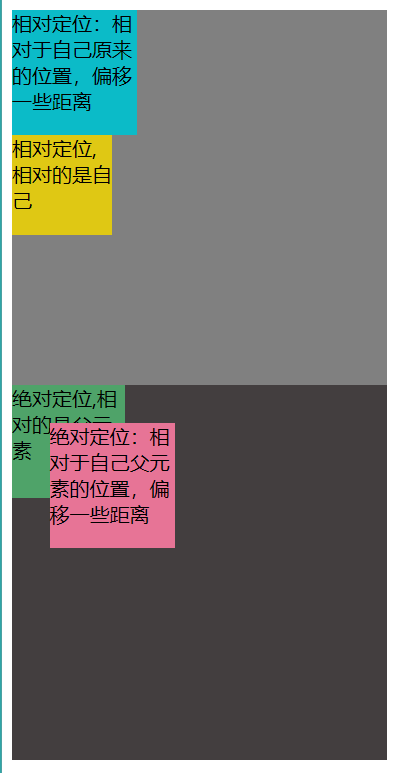 相对定位：相
对于自己原来
的位置，偏移
一些距离
相对定位,
相对的是自
己
绝对定位,相
对的是父元
素
绝对定位：相
对于自己父元
素的位置，偏
移一些距离